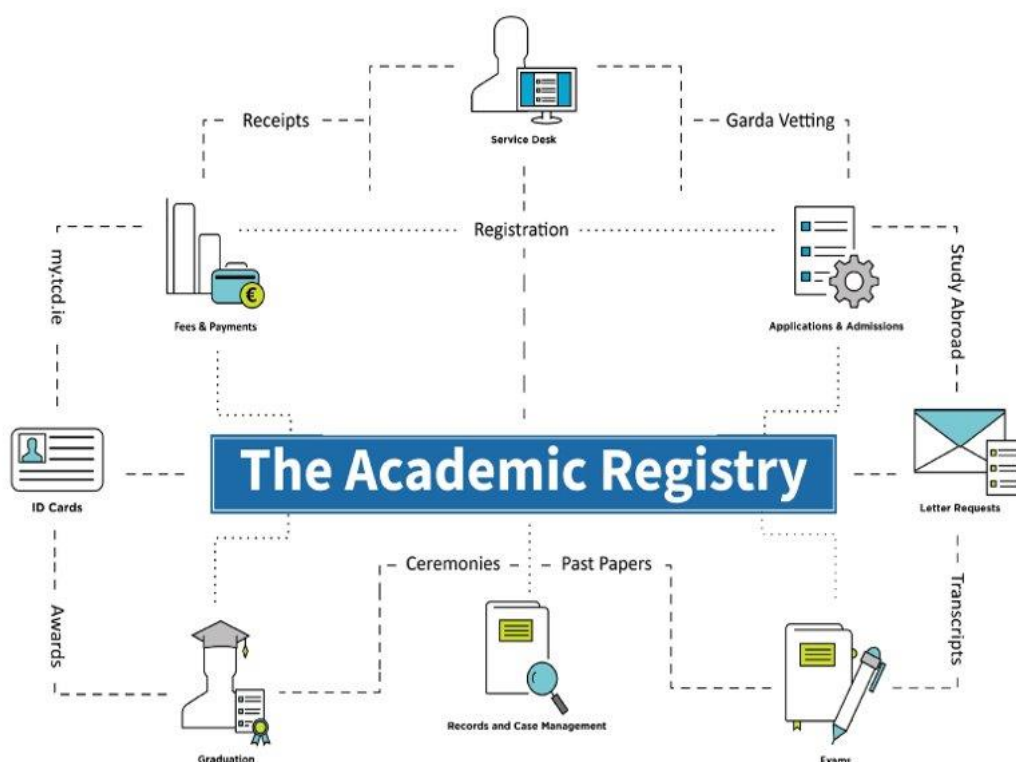 Service Desk
Receipts
Garda Vetting
Registration
my.tcd.ie
Study Abroad
€
Fees & Payments
Applications & Admissions
The Academic Registry
ID Cards
Letter Requests
Ceremonies
Past Papers
Awards
Transcripts
Records and Case Management
Graduation
Exams